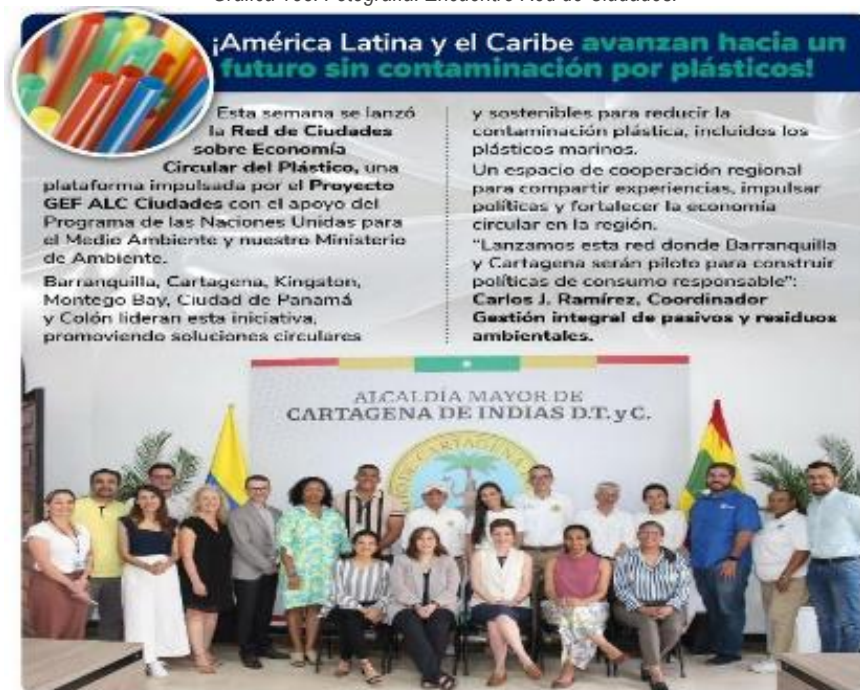 ¡América Latina y el Caribe avanzan hacia un
futuro sin contaminación por plásticos!
Esta semana se lanzó
la Red de Ciudades
sobre Economía
Circular del Plástico, una
plataforma impulsada por el Proyecto
GEF ALC Ciudades con el apoyo del
Programa de las Naciones Unidas para
el Medio Ambiente y nuestro Ministerio
de Ambiente.
Barranquilla, Cartagena, Kingston,
Montego Bay, Ciudad de Panamá
y Colón lideran esta iniciativa,
promoviendo soluciones circulares
y sostenibles para reducir la
contaminación plástica, incluidos los
plásticos marinos.
Un espacio de cooperación regional
para compartir experiencias, impulsar
políticas y fortalecer la economía
circular en la región.
"Lanzamos esta red donde Barranquilla
y Cartagena serán piloto para construir
políticas de consumo responsable":
Carlos J. Ramírez, Coordinador
Gestión integral de pasivos y residuos
ambientales.
ALCALDÍA MAYOR DE
CARTAGENA DE INDIAS D.T. y C.
DE CARTAGENA